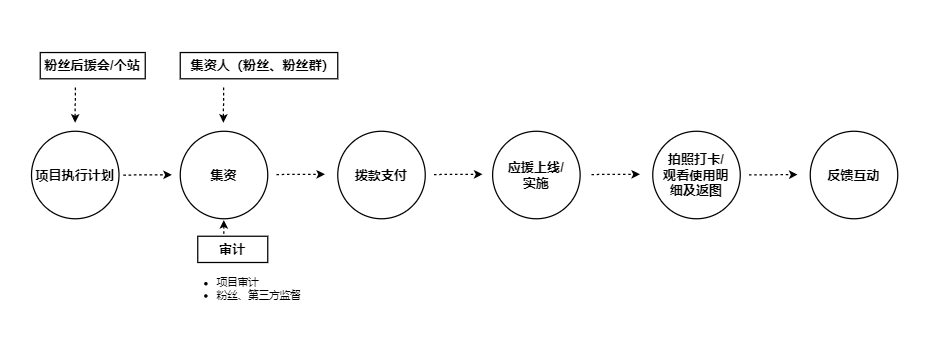 粉丝后援会/个站
集资人（粉丝、粉丝群）
项目执行计划
集资
拨款支付
应援上线/
实施
拍照打卡/
观看使用明
细及返图
反馈互动
审计
• 项目审计
• 粉丝、第三方监督